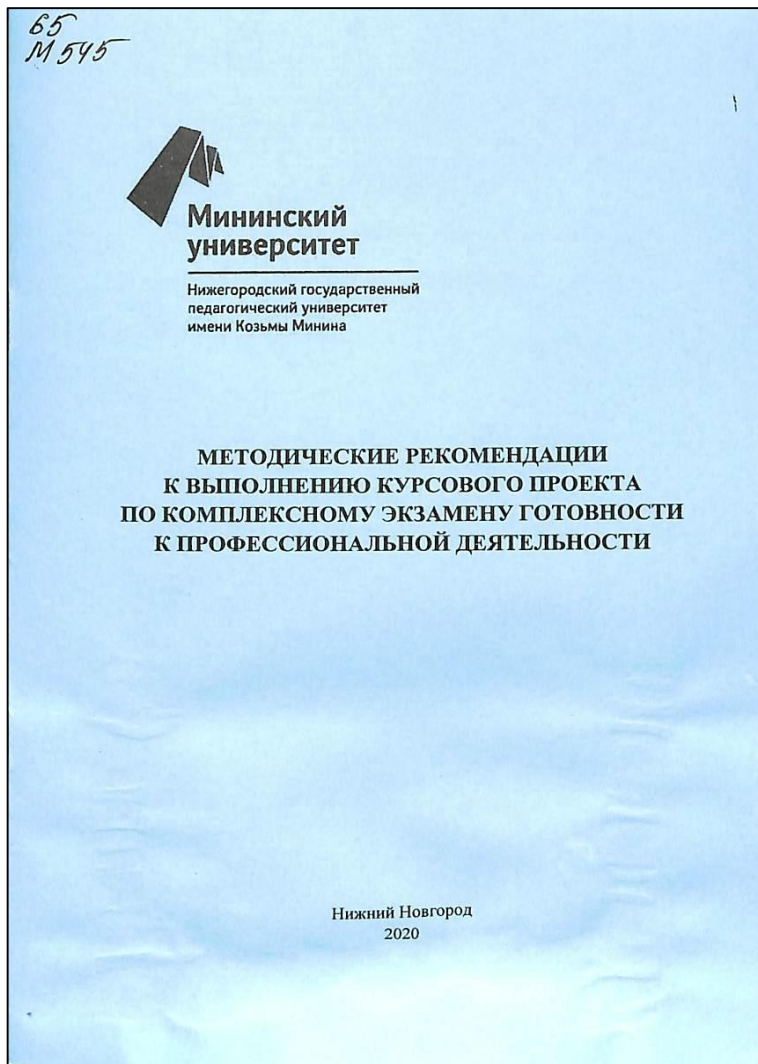 65
М 545
Мининский
университет
Нижегородский государственный
педагогический университет
имени Козьмы Минина
МЕТОДИЧЕСКИЕ РЕКОМЕНДАЦИИ
К ВЫПОЛНЕНИЮ КУРСОВОГО ПРОЕКТА
ПО КОМПЛЕКСНОМУ ЭКЗАМЕНУ ГОТОВНОСТИ
К ПРОФЕССИОНАЛЬНОЙ ДЕЯТЕЛЬНОСТИ
Нижний Новгород
2020